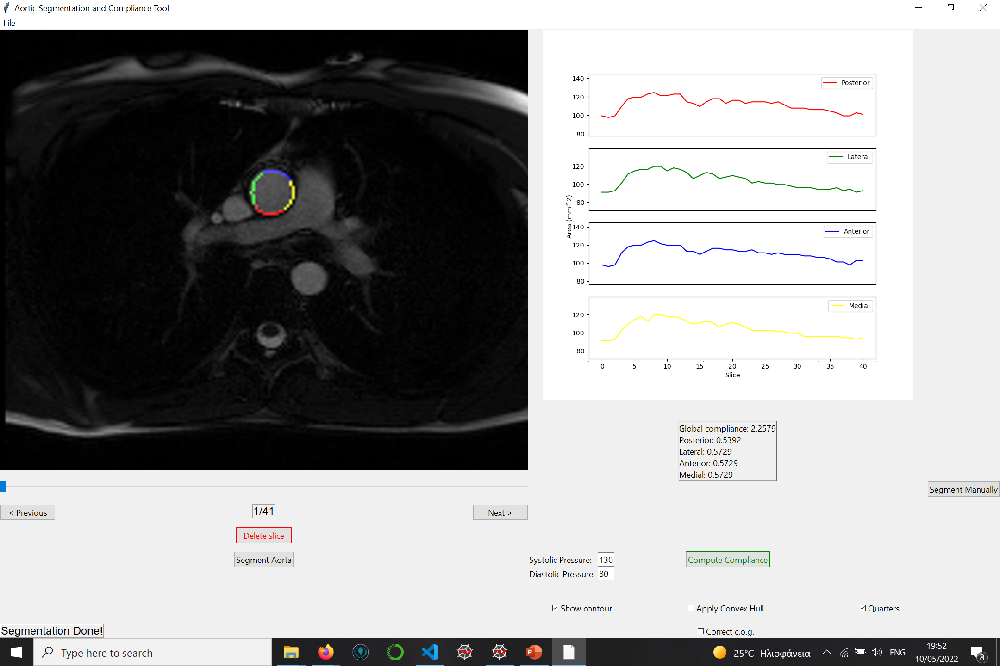 Aortic Segmentation and Compliance Tool
File
140
120
100
80
Posterior
120
100
80
Lateral
Area (mm^2)
140
120
100
80
Anterior
120
100
80
Medial
0 5 10 15 20 25 30 35 40
Slice
Global compliance: 2.2579
Posterior: 0.5392
Lateral: 0.5729
Anterior: 0.5729
Medial: 0.5729
Segment Manually
< Previous
1/41
Next >
Delete slice
Segment Aorta
Systolic Pressure: 130
Diastolic Pressure: 80
Compute Compliance
Show contour
Apply Convex Hull
Quarters
Correct c.o.g.
Segmentation Done!
Type here to search
P
25°C Ηλιοφάνεια
ENG
19:52
10/05/2022
8